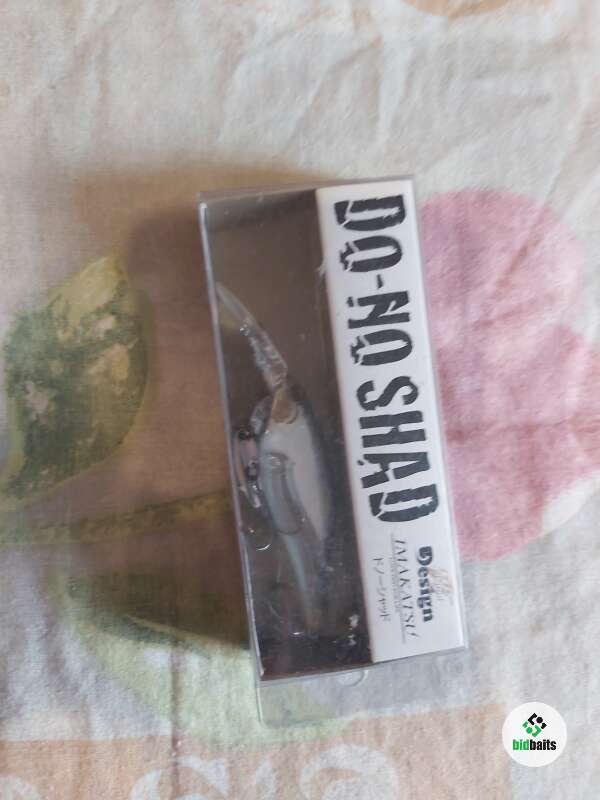 DO-NO SHAD
Design
IMAKATSU
ドノーシャッド
bidbaits